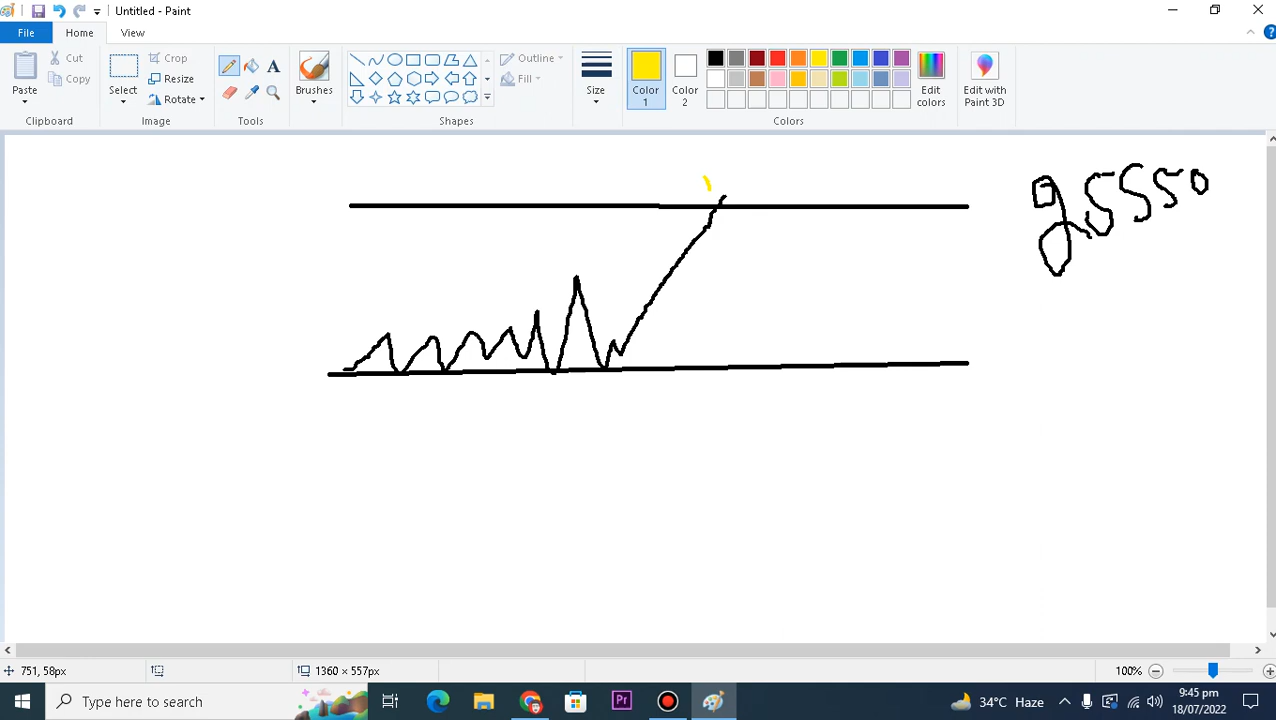 Untitled - Paint
File
Home
View
Paste
Cut
Copy
Clipboard
Select
Crop
Resize
Rotate
Image
Tools
Brushes
Outline
Fill
Shapes
Size
Color 1
Color 2
Edit colors
Edit with Paint 3D
Colors
5550
751, 58px
1360 × 557px
100%
Type here to search
Pr
34°C Haze
9:45 pm
18/07/2022